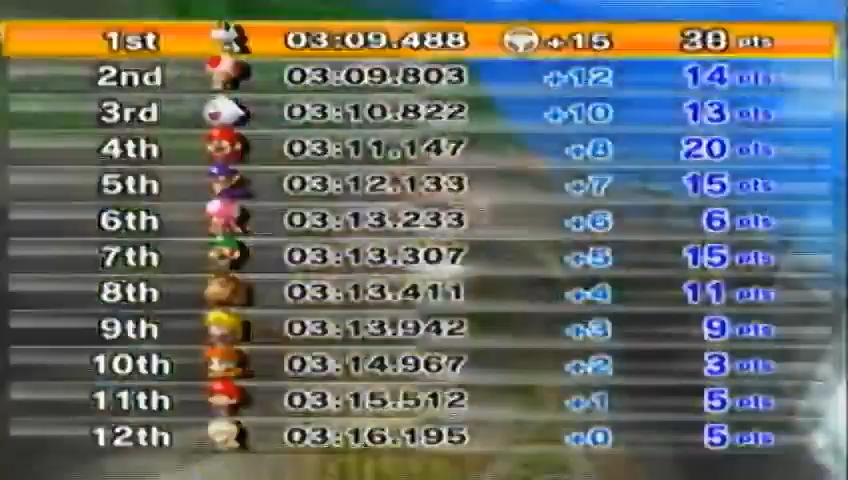 1st 03:09.488 +15 30 pts
2nd 03:09.803 +12 14 pts
3rd 03:10.822 +10 13 pts
4th 03:11.147 +8 20 pts
5th 03:12.133 +7 15 pts
6th 03:13.233 +6 6 pts
7th 03:13.307 +5 15 pts
8th 03:13.411 +4 11 pts
9th 03:13.942 +3 9 pts
10th 03:14.967 +2 3 pts
11th 03:15.512 +1 5 pts
12th 03:16.195 +0 5 pts